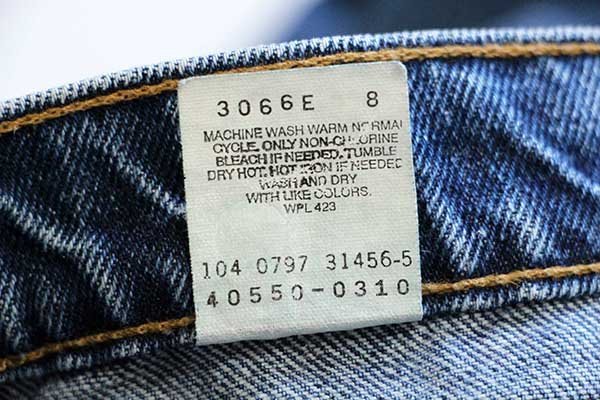 3066E 8
MACHINE WASH WARM NORMAL
CYCLE. ONLY NON-CHLORINE
BLEACH IF NEEDED. TUMBLE
DRY HOT. HOT IRON IF NEEDED
WASH AND DRY
WITH LIKE COLORS.
WPL 423
104 0797 31456-5
40550-0310